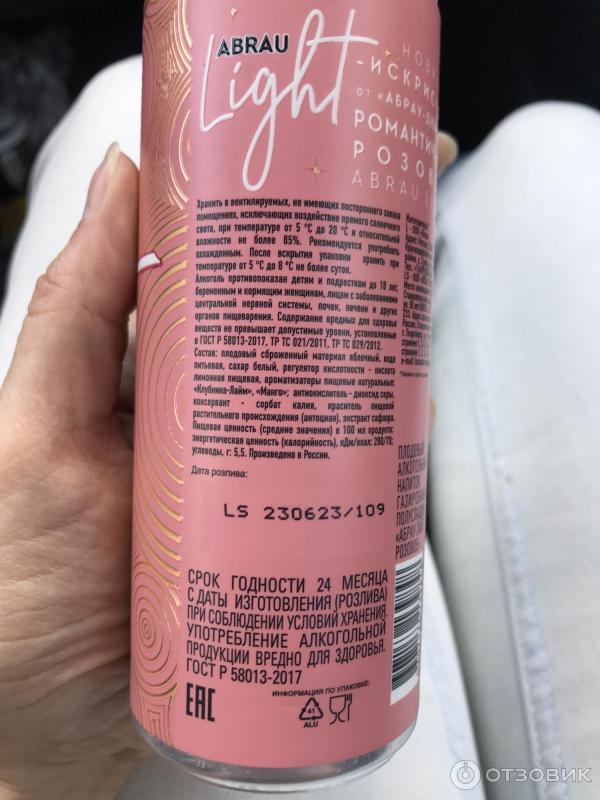 ABRAU
Light
НОВИ
-ИСКРИС
ОТ «АБРАУ-ДЮ
РОМАНТИ
РОЗОВ
ABRAU L
Хранить в вентилируемых, не имеющих постороннего запаха
помещениях, исключающих воздействие прямого солнечного
света, при температуре от 5 °С до 20 °С и относительной
влажности не более 85%. Рекомендуется употреблять
охлажденным. После вскрытия упаковки хранить при
температуре от 5 °С до 8 °С не более суток.
Алкоголь противопоказан детям и подросткам до 18 лет,
беременным и кормящим женщинам, лицам с заболеваниями
центральной нервной системы, почек, печени и других
органов пищеварения. Содержание вредных для здоровья
веществ не превышает допустимые уровни, установленные
в ГОСТ Р 58013-2017, ТР ТС 021/2011, ТР ТС 029/2012.
Состав: плодовый сброженный материал яблочный, вода
питьевая, сахар белый, регулятор кислотности - кислота
лимонная пищевая, ароматизаторы пищевые натуральные:
«Клубника-Лайм», «Манго»; антиокислитель - диоксид серы,
консервант - сорбат калия, краситель пищевой
растительного происхождения (антоциан), экстракт сафлора.
Пищевая ценность (средние значения) в 100 мл продукта:
энергетическая ценность (калорийность), кДж/ккал: 280/70;
углеводы, г: 5,5. Произведено в России.
Дата розлива:
LS 230623/109
ПЛОДОВЫЙ
АЛКОГОЛЬН
НАПИТОК
ГАЗИРОВАН
ПОЛУСЛАД
«АБРАУ
РОЗОВОЕ
СРОК ГОДНОСТИ 24 МЕСЯЦА
С ДАТЫ ИЗГОТОВЛЕНИЯ (РОЗЛИВА)
ПРИ СОБЛЮДЕНИИ УСЛОВИЙ ХРАНЕНИЯ.
УПОТРЕБЛЕНИЕ АЛКОГОЛЬНОЙ
ПРОДУКЦИИ ВРЕДНО ДЛЯ ЗДОРОВЬЯ.
ГОСТ Р 58013-2017
EAC
ИНФОРМАЦИЯ ПО УПАКОВКЕ:
41
ALU
ОТЗОВИК